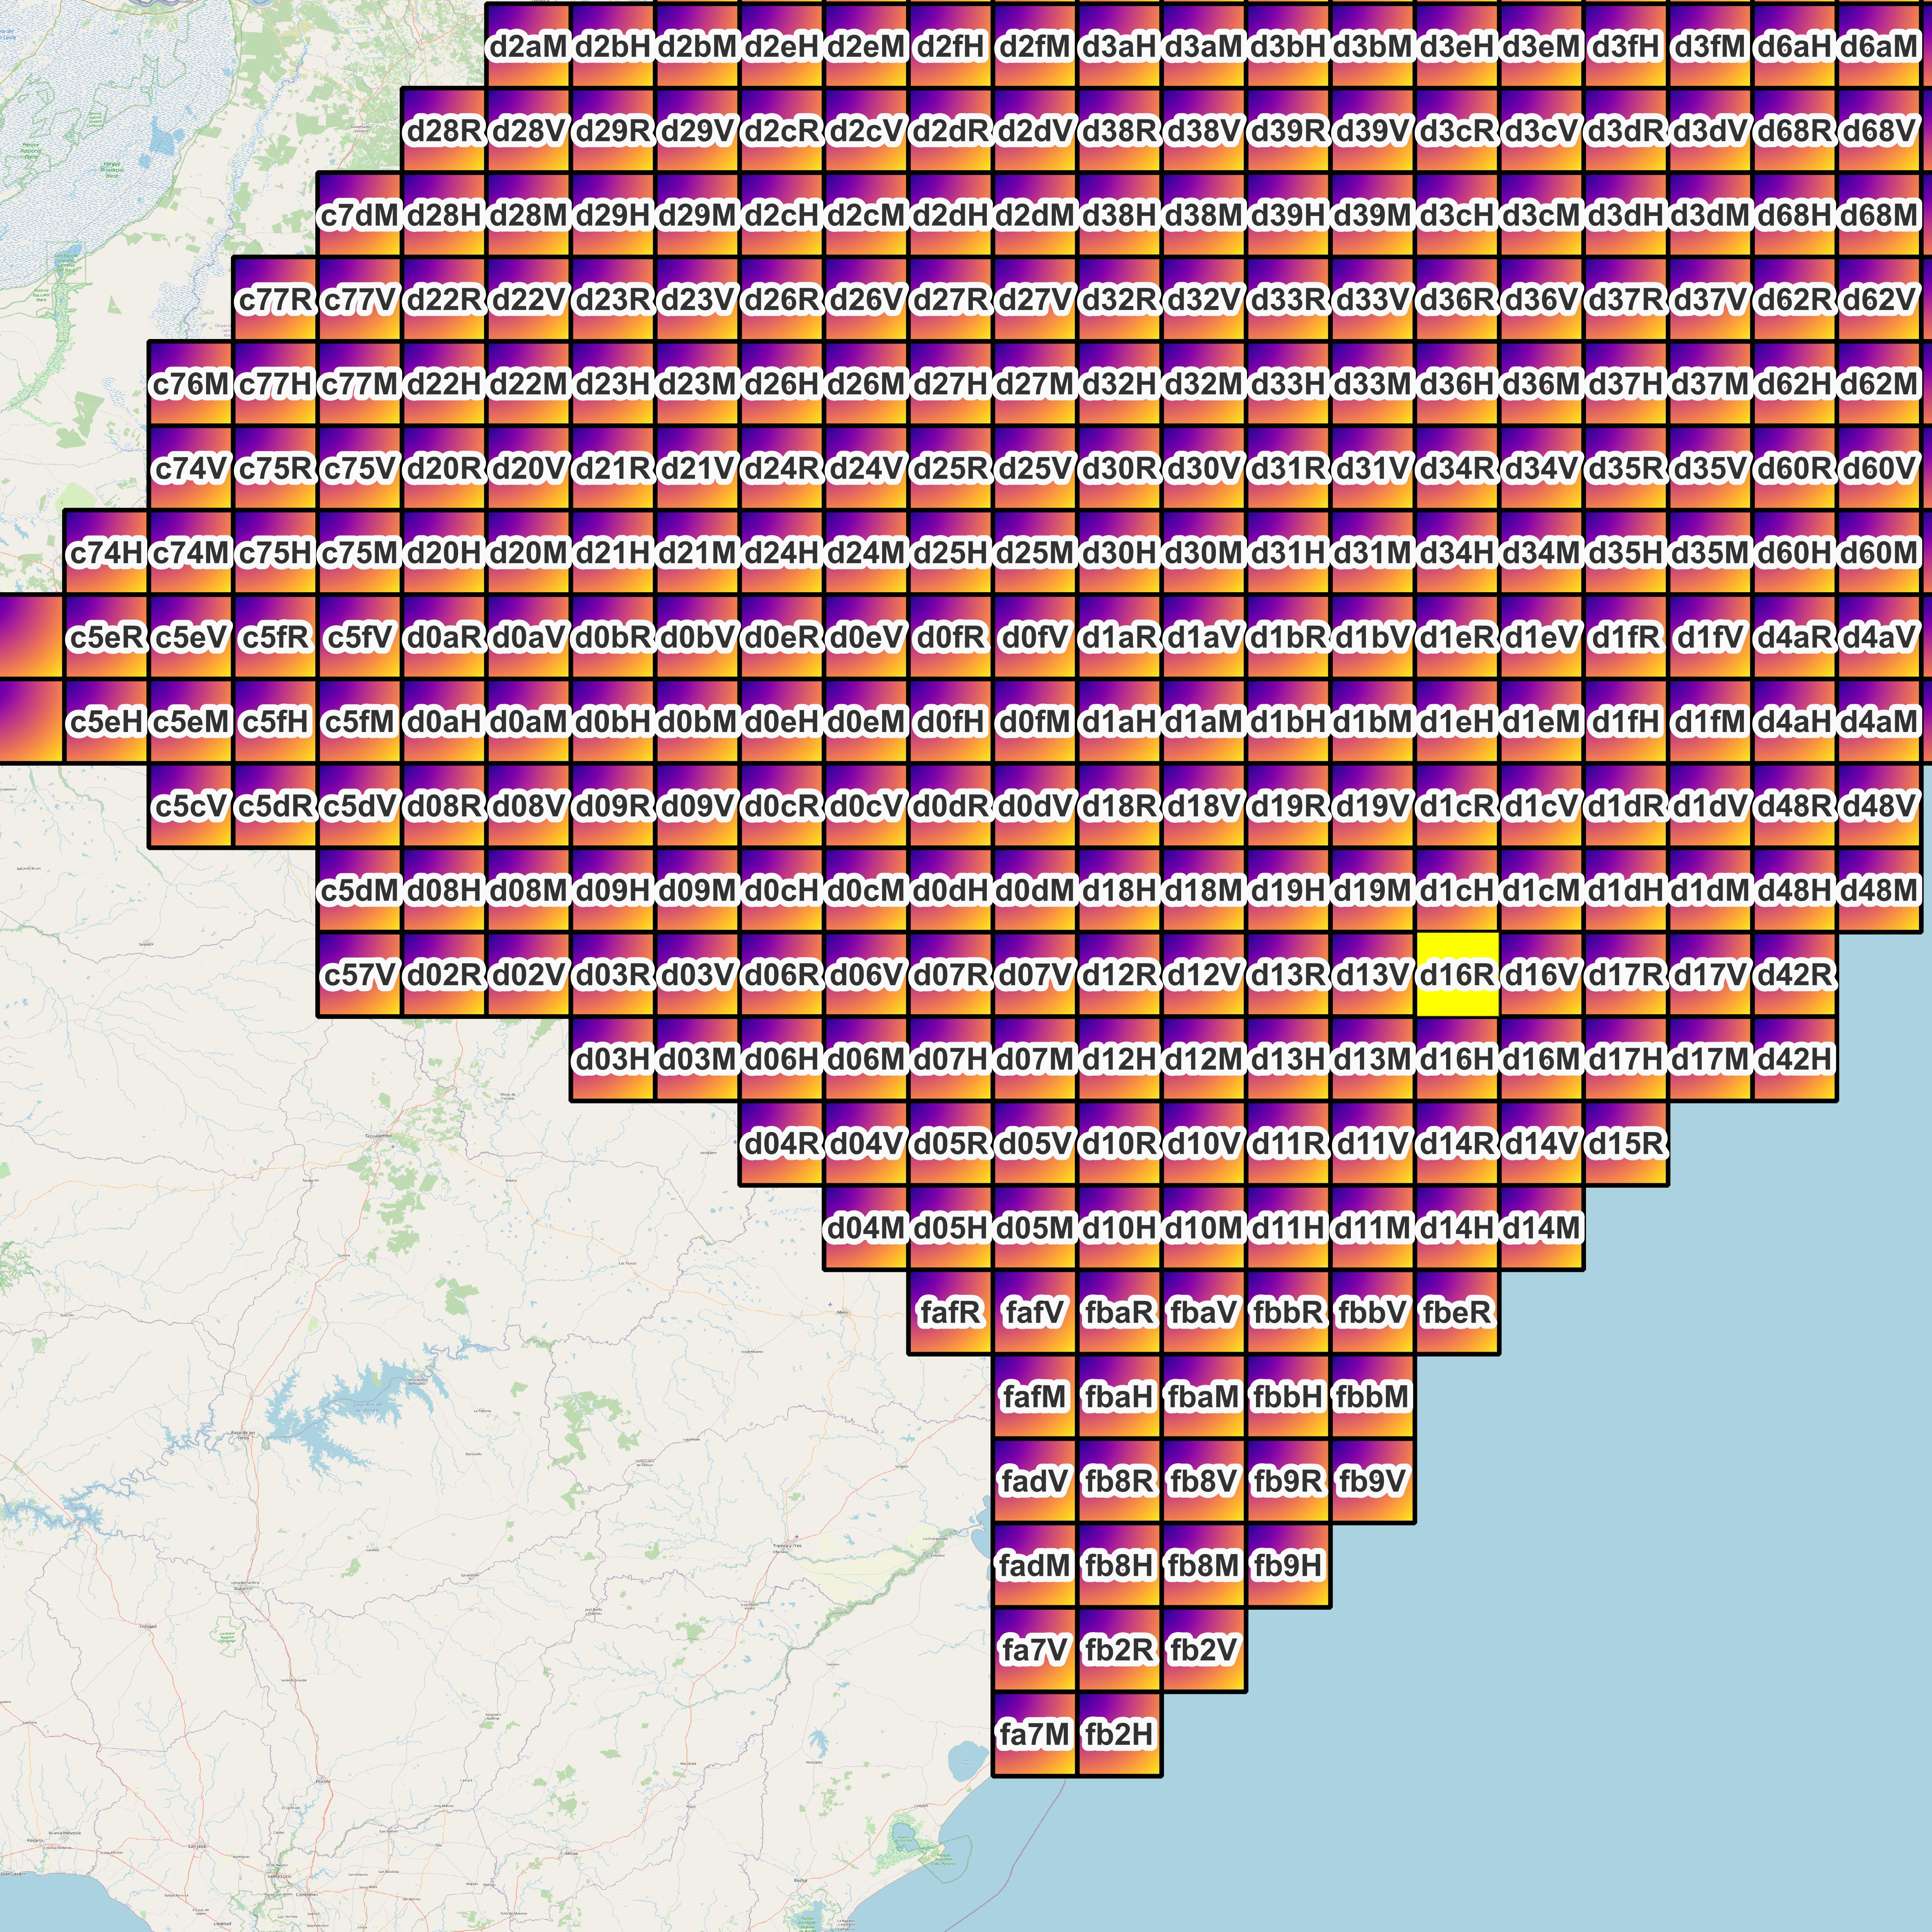 d2aM d2bH d2bM d2eH d2eM d2fH d2fM d3aH d3aM d3bH d3bM d3eH d3eM d3fH d3fM d6aH d6aM
d28R d28V d29R d29V d2cR d2cV d2dR d2dV d38R d38V d39R d39V d3cR d3cV d3dR d3dV d68R d68V
c7dM d28H d28M d29H d29M d2cH d2cM d2dH d2dM d38H d38M d39H d39M d3cH d3cM d3dH d3dM d68H d68M
c77R c77V d22R d22V d23R d23V d26R d26V d27R d27V d32R d32V d33R d33V d36R d36V d37R d37V d62R d62V
c76M c77H c77M d22H d22M d23H d23M d26H d26M d27H d27M d32H d32M d33H d33M d36H d36M d37H d37M d62H d62M
c74V c75R c75V d20R d20V d21R d21V d24R d24V d25R d25V d30R d30V d31R d31V d34R d34V d35R d35V d60R d60V
c74H c74M c75H c75M d20H d20M d21H d21M d24H d24M d25H d25M d30H d30M d31H d31M d34H d34M d35H d35M d60H d60M
c5eR c5eV c5fR c5fV d0aR d0aV d0bR d0bV d0eR d0eV d0fR d0fV d1aR d1aV d1bR d1bV d1eR d1eV d1fR d1fV d4aR d4aV
c5eH c5eM c5fH c5fM d0aH d0aM d0bH d0bM d0eH d0eM d0fH d0fM d1aH d1aM d1bH d1bM d1eH d1eM d1fH d1fM d4aH d4aM
c5cV c5dR c5dV d08R d08V d09R d09V d0cR d0cV d0dR d0dV d18R d18V d19R d19V d1cR d1cV d1dR d1dV d48R d48V
c5dM d08H d08M d09H d09M d0cH d0cM d0dH d0dM d18H d18M d19H d19M d1cH d1cM d1dH d1dM d48H d48M
c57V d02R d02V d03R d03V d06R d06V d07R d07V d12R d12V d13R d13V d16R d16V d17R d17V d42R
d03H d03M d06H d06M d07H d07M d12H d12M d13H d13M d16H d16M d17H d17M d42H
d04R d04V d05R d05V d10R d10V d11R d11V d14R d14V d15R
d04M d05H d05M d10H d10M d11H d11M d14H d14M
fafR fafV fbaR fbaV fbbR fbbV fbeR
fafM fbaH fbaM fbbH fbbM
fadV fb8R fb8V fb9R fb9V
fadM fb8H fb8M fb9H
fa7V fb2R fb2V
fa7M fb2H